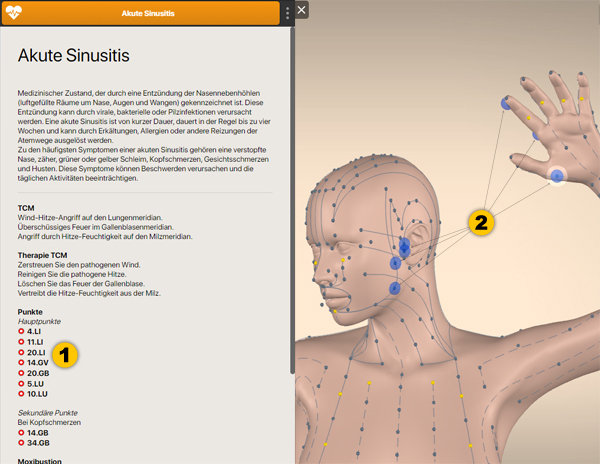 Akute Sinusitis
Akute Sinusitis
Medizinischer Zustand, der durch eine Entzündung der Nasennebenhöhlen
(luftgefüllte Räume um Nase, Augen und Wangen) gekennzeichnet ist. Diese
Entzündung kann durch virale, bakterielle oder Pilzinfektionen verursacht
werden. Eine akute Sinusitis ist von kurzer Dauer, dauert in der Regel bis zu vier
Wochen und kann durch Erkältungen, Allergien oder andere Reizungen der
Atemwege ausgelöst werden.
Zu den häufigsten Symptomen einer akuten Sinusitis gehören eine verstopfte
Nase, zäher, grüner oder gelber Schleim, Kopfschmerzen, Gesichtsschmerzen
und Husten. Diese Symptome können Beschwerden verursachen und die
täglichen Aktivitäten beeinträchtigen.
TCM
Wind-Hitze-Angriff auf den Lungenmeridian.
Überschüssiges Feuer im Gallenblasenmeridian.
Angriff durch Hitze-Feuchtigkeit auf den Milzmeridian.
Therapie TCM
Zerstreuen Sie den pathogenen Wind.
Reinigen Sie die pathogene Hitze.
Löschen Sie das Feuer der Gallenblase.
Vertreibt die Hitze-Feuchtigkeit aus der Milz.
Punkte
Hauptpunkte
4.LI
11.LI
20.LI
14.GV
20.GB
5.LU
10.LU
1
2
Sekundäre Punkte
Bei Kopfschmerzen
14.GB
34.GB
Moxibustion